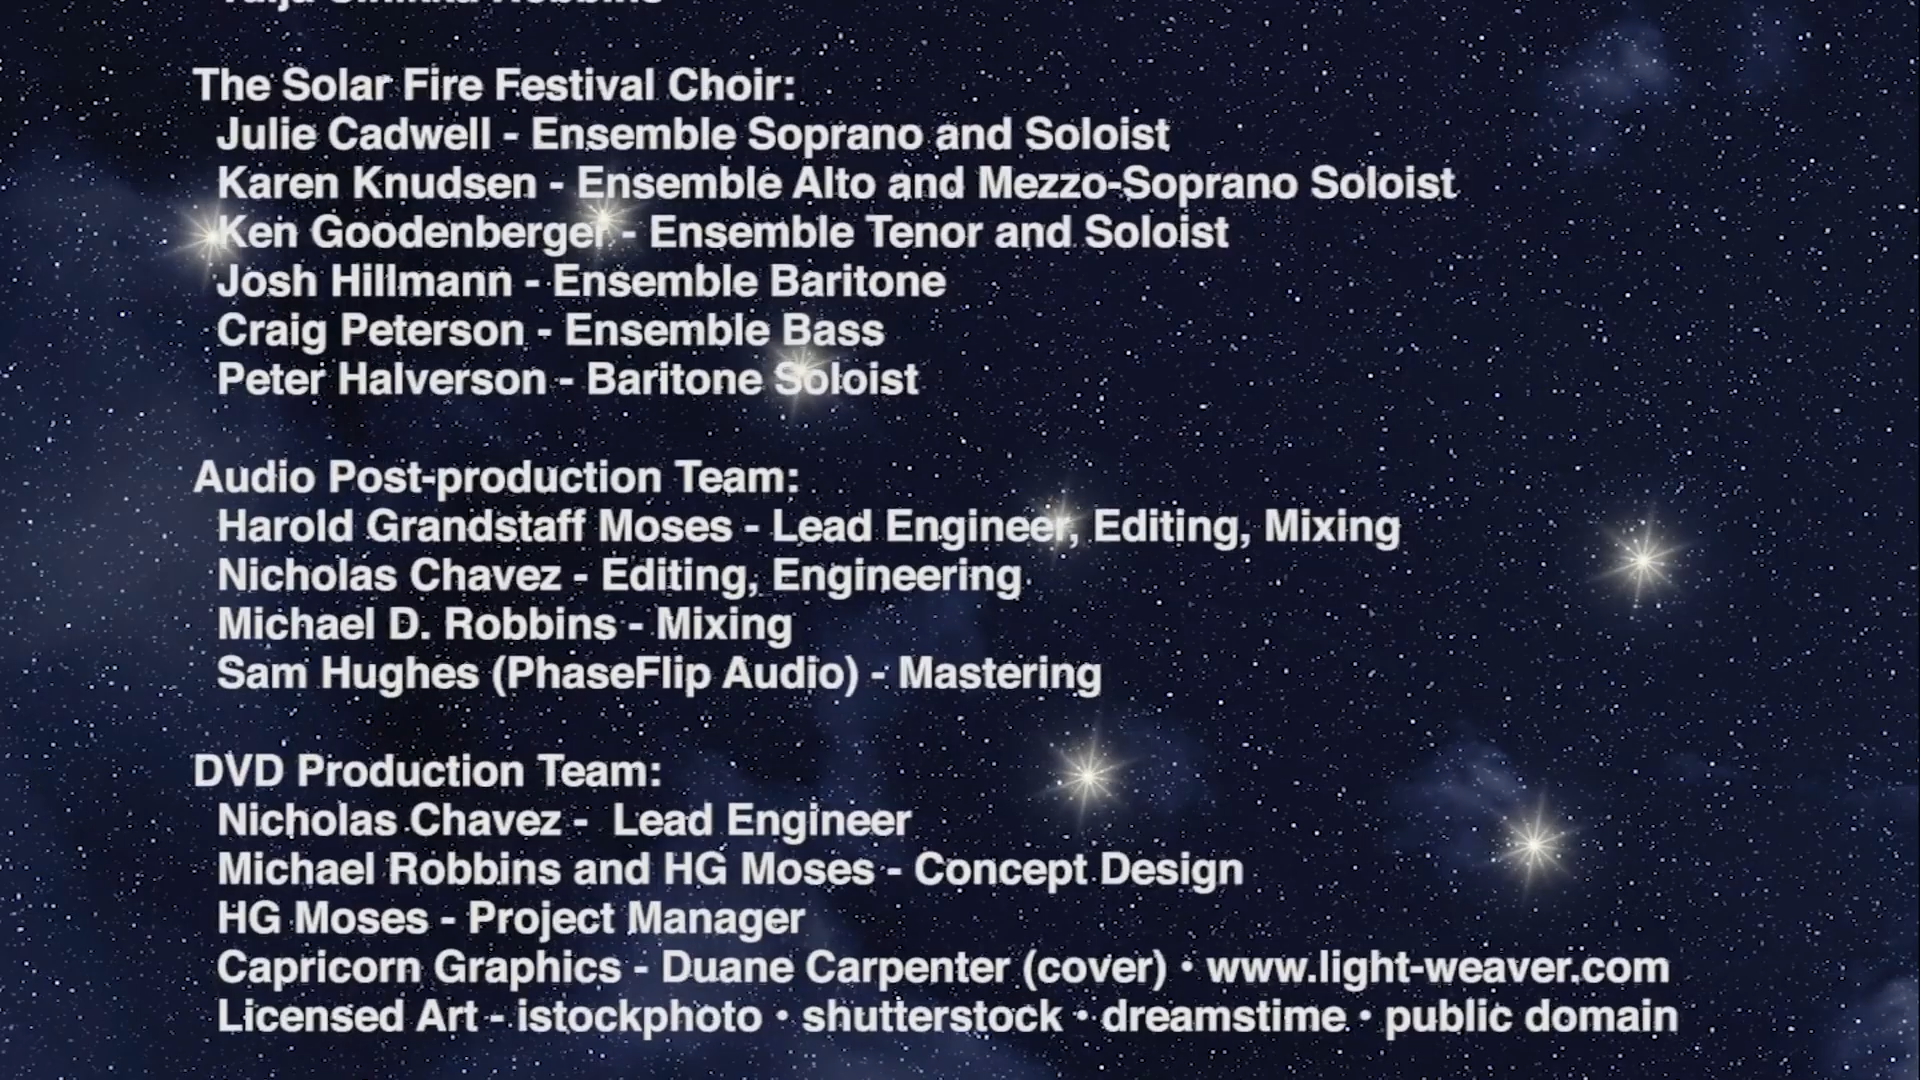 Robbins
The Solar Fire Festival Choir:
Julie Cadwell - Ensemble Soprano and Soloist
Karen Knudsen - Ensemble Alto and Mezzo-Soprano Soloist
Ken Goodenberger - Ensemble Tenor and Soloist
Josh Hillmann - Ensemble Baritone
Craig Peterson - Ensemble Bass
Peter Halverson - Baritone Soloist
Audio Post-production Team:
Harold Grandstaff Moses - Lead Engineer, Editing, Mixing
Nicholas Chavez - Editing, Engineering
Michael D. Robbins - Mixing
Sam Hughes (PhaseFlip Audio) - Mastering
DVD Production Team:
Nicholas Chavez - Lead Engineer
Michael Robbins and HG Moses - Concept Design
HG Moses - Project Manager
Capricorn Graphics - Duane Carpenter (cover) • www.light-weaver.com
Licensed Art - istockphoto • shutterstock • dreamstime • public domain